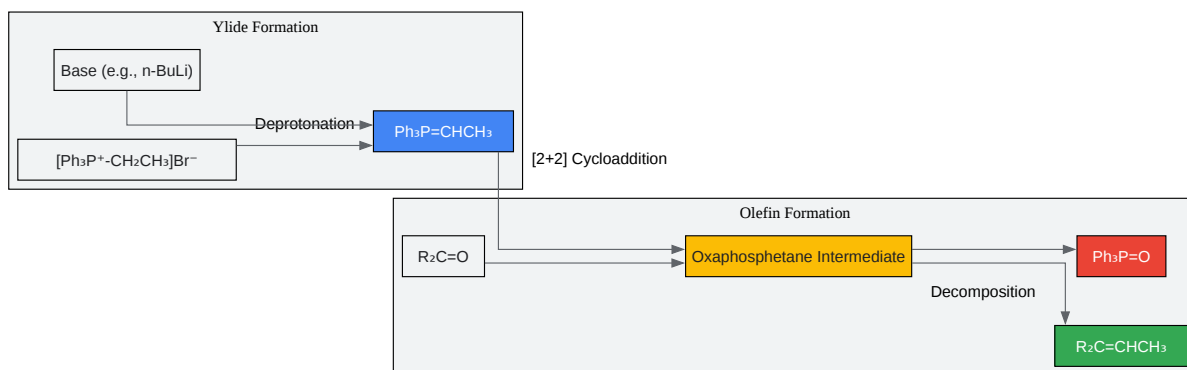 Ylide Formation
Base (e.g., n-BuLi)
Deprotonation
Ph₃P=CHCH₃
[Ph₃P⁺-CH₂CH₃]Br⁻
[2+2] Cycloaddition
Olefin Formation
R₂C=O
Oxaphosphetane Intermediate
Ph₃P=O
Decomposition
R₂C=CHCH₃